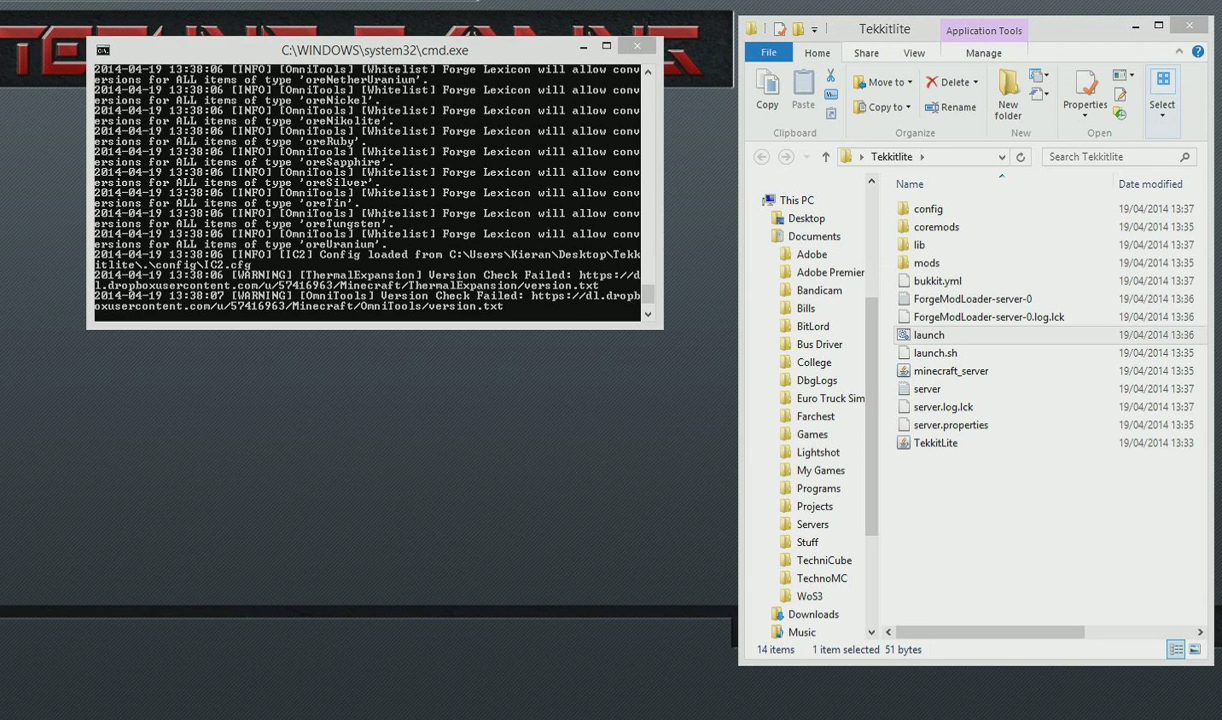 C:\WINDOWS\system32\cmd.exe
2014-04-19 13:38:06 [INFO] [OmniTools] [Whitelist] Forge Lexicon will allow conv
ersions for ALL items of type 'oreNetherUranium'.
2014-04-19 13:38:06 [INFO] [OmniTools] [Whitelist] Forge Lexicon will allow conv
ersions for ALL items of type 'oreNickel'.
2014-04-19 13:38:06 [INFO] [OmniTools] [Whitelist] Forge Lexicon will allow conv
ersions for ALL items of type 'oreNikolite'.
2014-04-19 13:38:06 [INFO] [OmniTools] [Whitelist] Forge Lexicon will allow conv
ersions for ALL items of type 'oreRuby'.
2014-04-19 13:38:06 [INFO] [OmniTools] [Whitelist] Forge Lexicon will allow conv
ersions for ALL items of type 'oreSapphire'.
2014-04-19 13:38:06 [INFO] [OmniTools] [Whitelist] Forge Lexicon will allow conv
ersions for ALL items of type 'oreSilver'.
2014-04-19 13:38:06 [INFO] [OmniTools] [Whitelist] Forge Lexicon will allow conv
ersions for ALL items of type 'oreTin'.
2014-04-19 13:38:06 [INFO] [OmniTools] [Whitelist] Forge Lexicon will allow conv
ersions for ALL items of type 'oreTungsten'.
2014-04-19 13:38:06 [INFO] [OmniTools] [Whitelist] Forge Lexicon will allow conv
ersions for ALL items of type 'oreUranium'.
2014-04-19 13:38:06 [INFO] [IC2] Config loaded from C:\Users\Kieran\Desktop\Tekk
itlite\.\config\IC2.cfg
2014-04-19 13:38:06 [WARNING] [ThermalExpansion] Version Check Failed: https://d
l.dropboxusercontent.com/u/57416963/Minecraft/ThermalExpansion/version.txt
2014-04-19 13:38:07 [WARNING] [OmniTools] Version Check Failed: https://dl.dropb
oxusercontent.com/u/57416963/Minecraft/OmniTools/version.txt
Tekkitlite
Application Tools
File Home Share View Manage
Copy
Paste
Move to
Copy to
Delete
Rename
New
folder
Properties
Select
Clipboard Organize New Open
Tekkitlite
Search Tekkitlite
This PC
Desktop
Documents
Adobe
Adobe Premier
Bandicam
Bills
BitLord
Bus Driver
College
DbgLogs
Euro Truck Sim
Farchest
Games
Lightshot
My Games
Programs
Projects
Servers
Stuff
TechniCube
TechnoMC
WoS3
Downloads
Music
Name Date modified
config 19/04/2014 13:37
coremods 19/04/2014 13:35
lib 19/04/2014 13:37
mods 19/04/2014 13:35
bukkit.yml 19/04/2014 13:37
ForgeModLoader-server-0 19/04/2014 13:36
ForgeModLoader-server-0.log.lck 19/04/2014 13:36
launch 19/04/2014 13:36
launch.sh 19/04/2014 13:35
minecraft_server 19/04/2014 13:35
server 19/04/2014 13:37
server.log.lck 19/04/2014 13:37
server.properties 19/04/2014 13:35
TekkitLite 19/04/2014 13:33
14 items 1 item selected 51 bytes